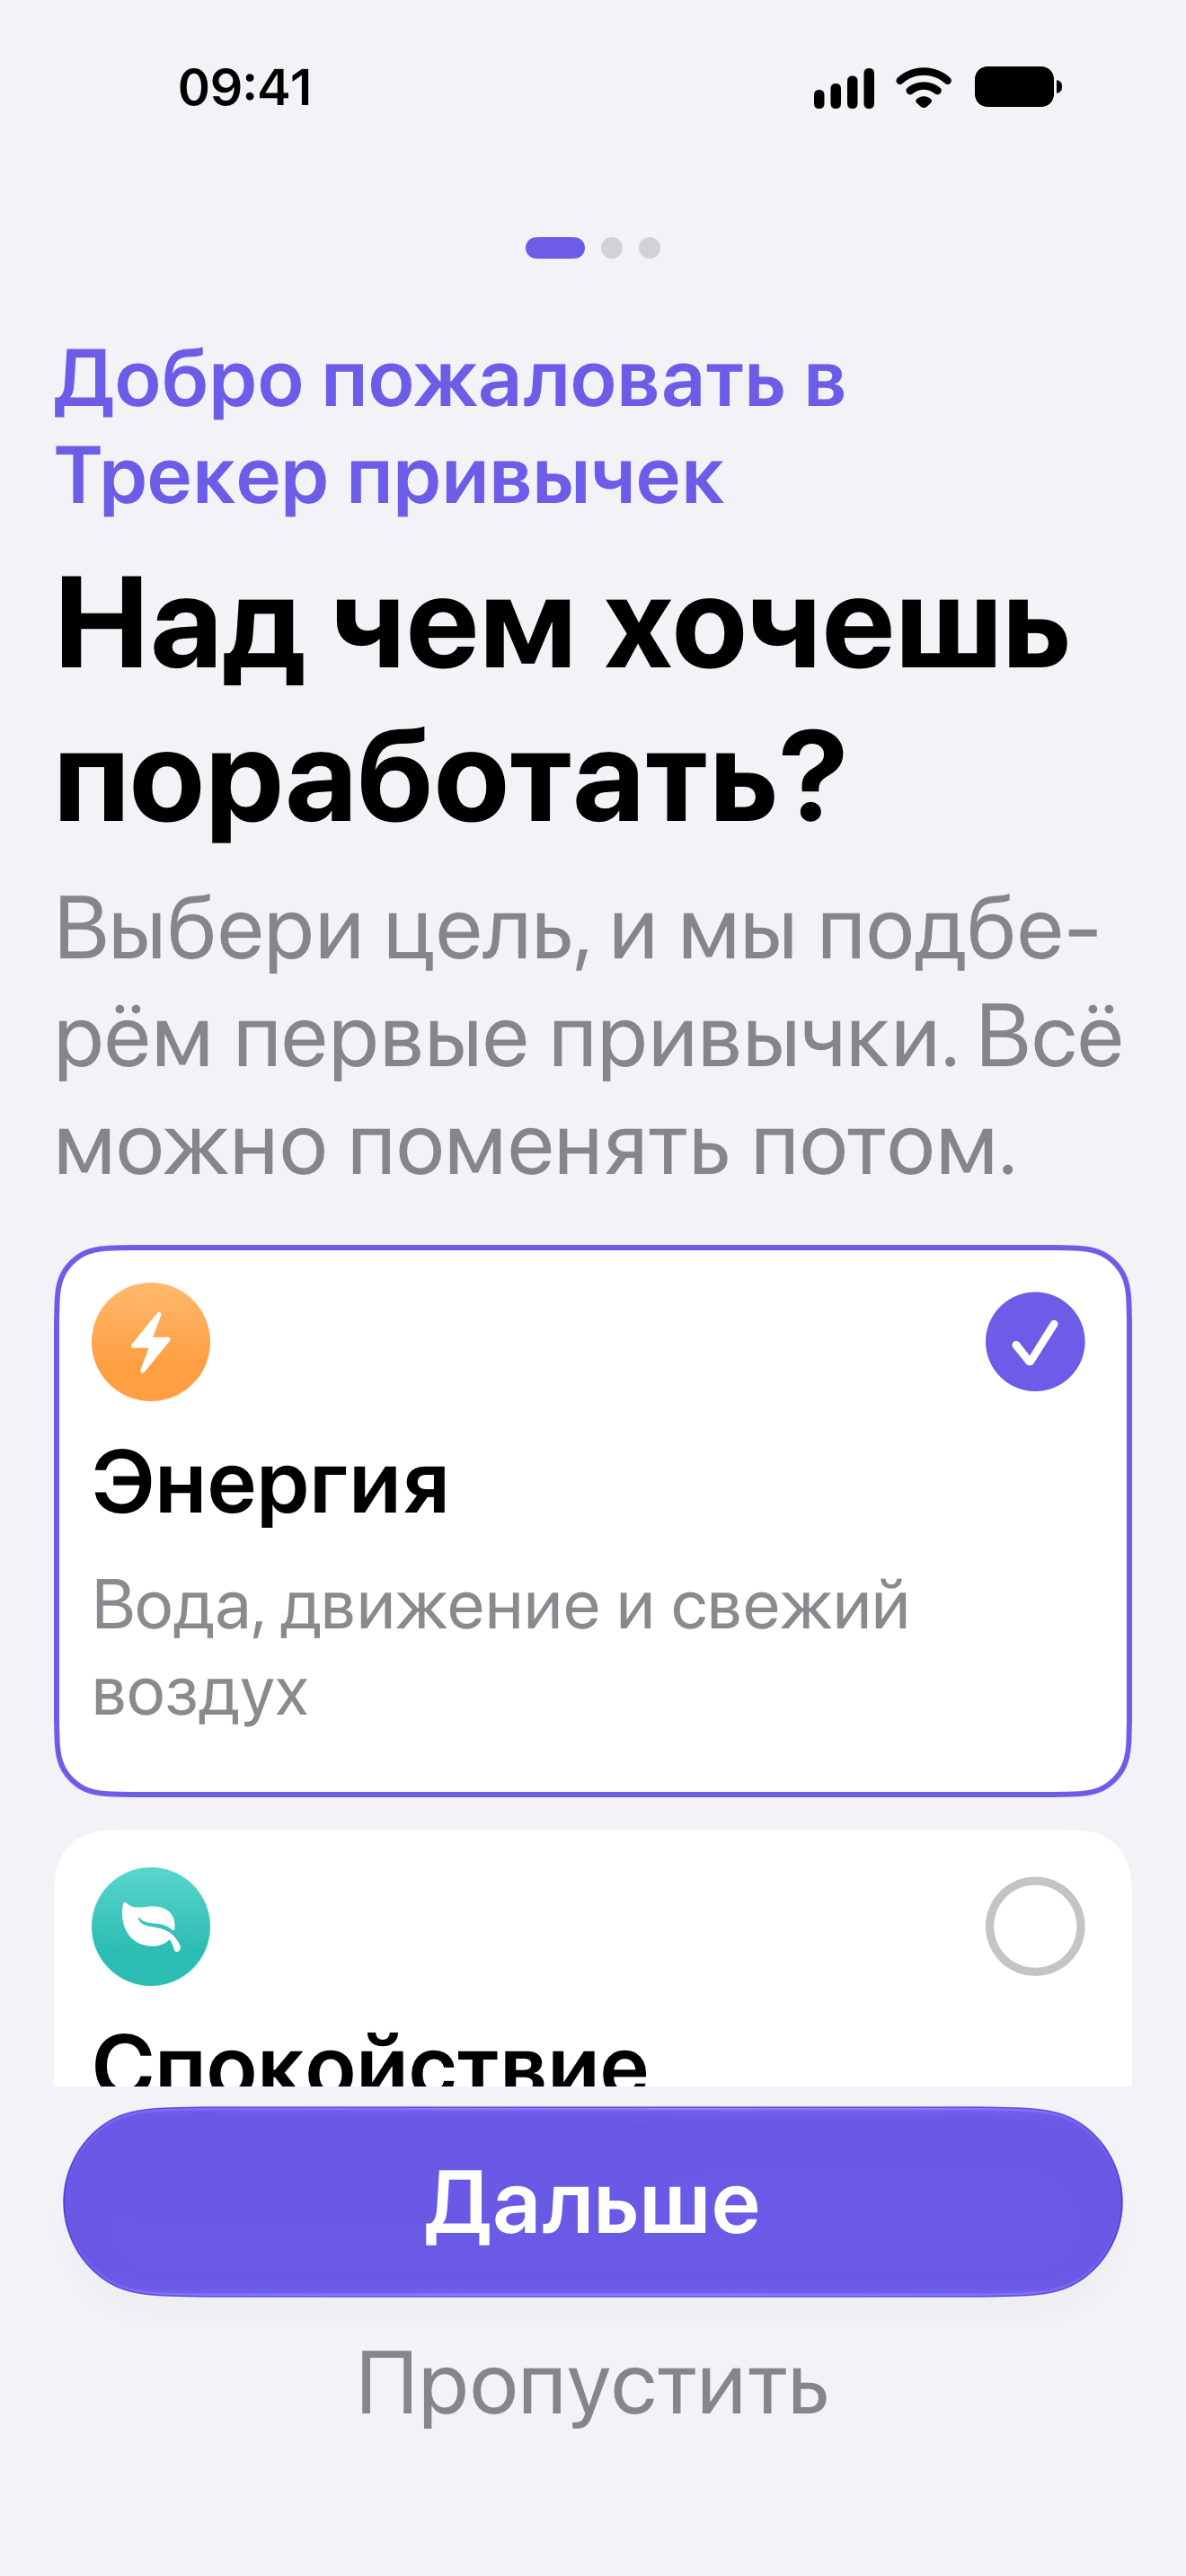 09:41
Добро пожаловать в
Трекер привычек
Над чем хочешь
поработать?
Выбери цель, и мы подбе-
рём первые привычки. Всё
можно поменять потом.
Энергия
Вода, движение и свежий
воздух
Спокойствие
Дальше
Пропустить